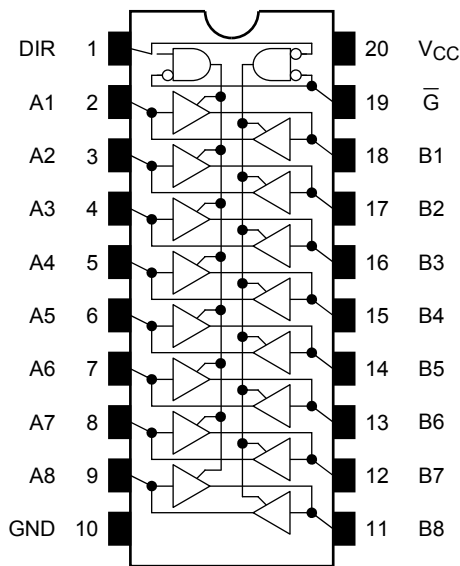 DIR 1 20 VCC
A1 2 19 G̅
A2 3 18 B1
A3 4 17 B2
A4 5 16 B3
A5 6 15 B4
A6 7 14 B5
A7 8 13 B6
A8 9 12 B7
GND 10 11 B8